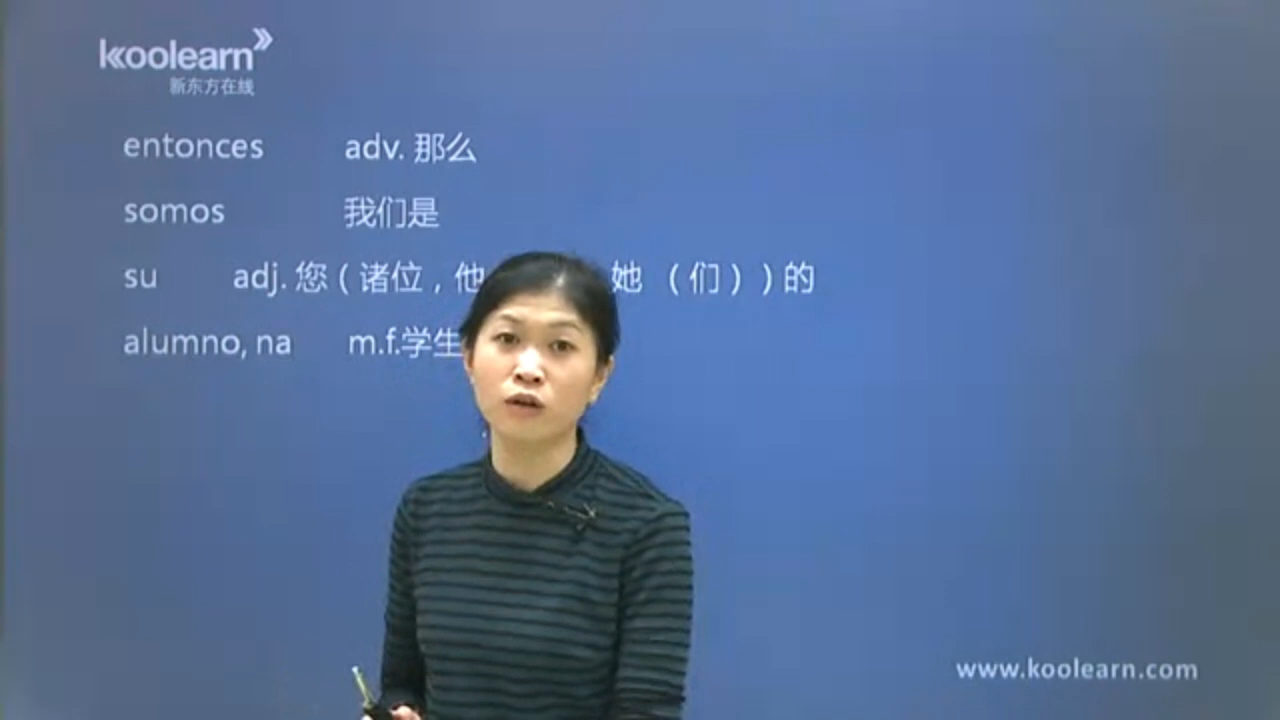 koolearn
新东方在线
entonces adv. 那么
somos 我们是
su adj. 您（诸位，他 她 （们））的
alumno, na m.f.学生
www.koolearn.com